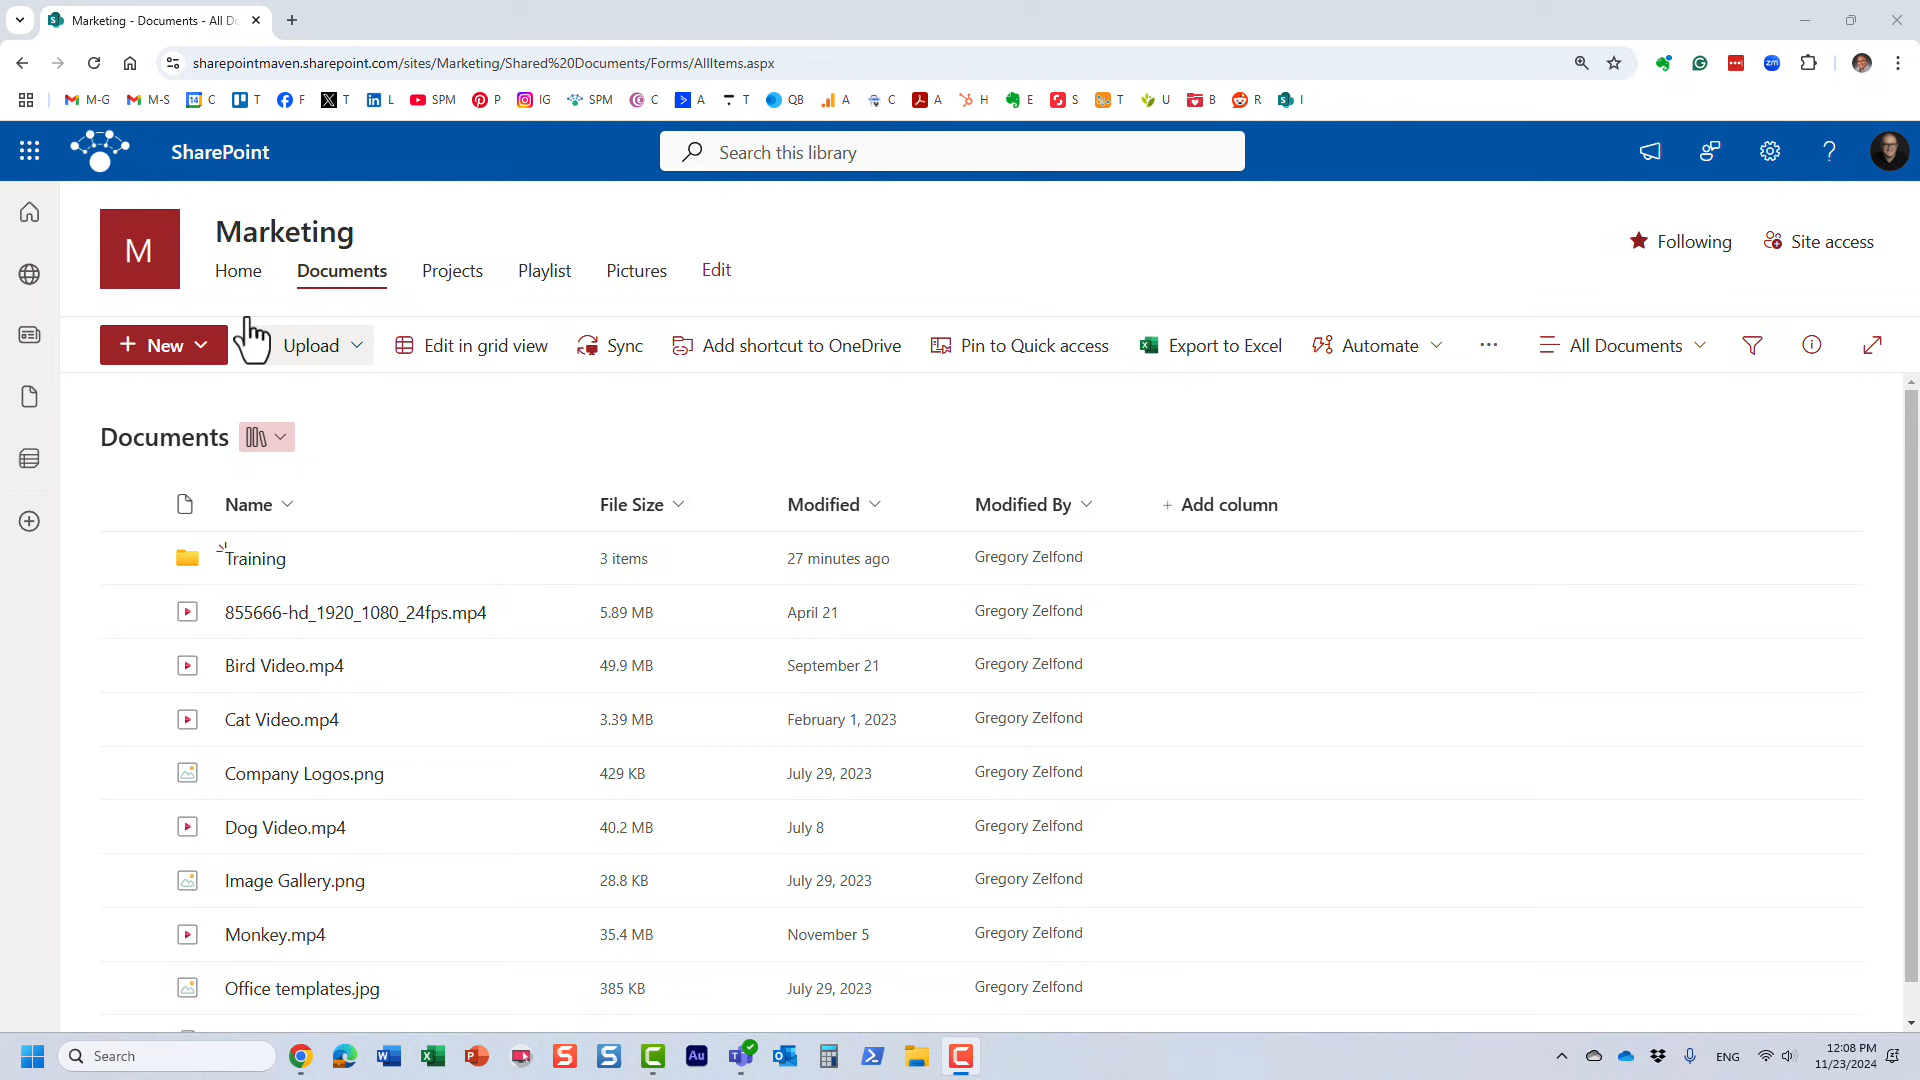 Marketing - Documents - All Do
sharepointmaven.sharepoint.com/sites/Marketing/Shared%20Documents/Forms/AllItems.aspx
M-G M-S C T F T L SPM P IG SPM C A T QB A C A H E S T U B R I
SharePoint
Search this library
M
Marketing
Home Documents Projects Playlist Pictures Edit
Following Site access
+ New Upload Edit in grid view Sync Add shortcut to OneDrive Pin to Quick access Export to Excel Automate ... All Documents
Documents
Name File Size Modified Modified By + Add column
Training 3 items 27 minutes ago Gregory Zelfond
855666-hd_1920_1080_24fps.mp4 5.89 MB April 21 Gregory Zelfond
Bird Video.mp4 49.9 MB September 21 Gregory Zelfond
Cat Video.mp4 3.39 MB February 1, 2023 Gregory Zelfond
Company Logos.png 429 KB July 29, 2023 Gregory Zelfond
Dog Video.mp4 40.2 MB July 8 Gregory Zelfond
Image Gallery.png 28.8 KB July 29, 2023 Gregory Zelfond
Monkey.mp4 35.4 MB November 5 Gregory Zelfond
Office templates.jpg 385 KB July 29, 2023 Gregory Zelfond
Search ENG 12:08 PM
11/23/2024